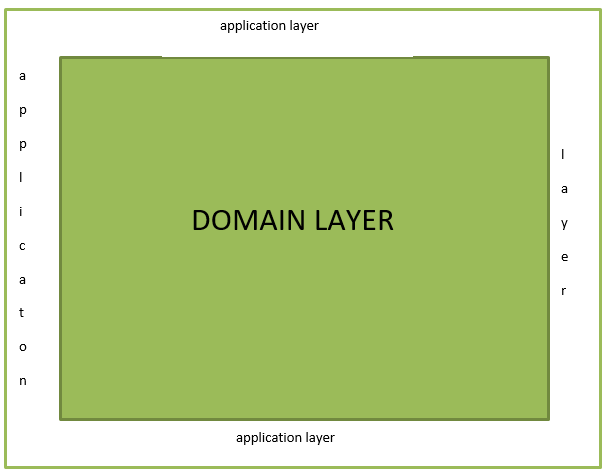 application layer
a
p
p
l
i
c
a
t
o
n
DOMAIN LAYER
l
a
y
e
r
application layer